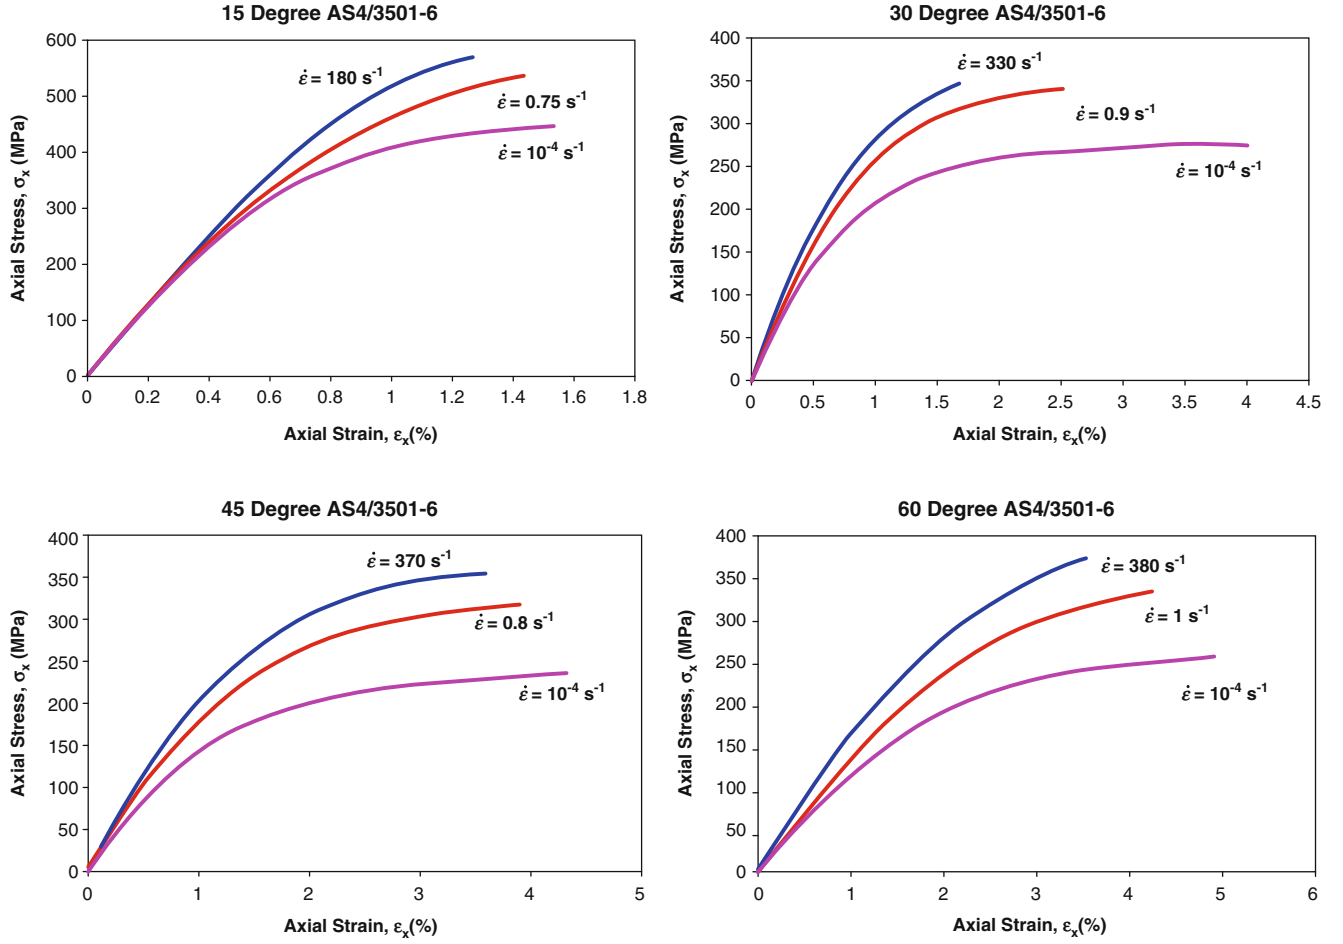 15 Degree AS4/3501-6
600
500
400
300
200
100
0
0 0.2 0.4 0.6 0.8 1 1.2 1.4 1.6 1.8
Axial Stress, σx (MPa)
Axial Strain, εx(%)
ε̇ = 180 s-1
ε̇ = 0.75 s-1
ε̇ = 10-4 s-1
30 Degree AS4/3501-6
400
350
300
250
200
150
100
50
0
0 0.5 1 1.5 2 2.5 3 3.5 4 4.5
Axial Stress, σx (MPa)
Axial Strain, εx(%)
ε̇ = 330 s-1
ε̇ = 0.9 s-1
ε̇ = 10-4 s-1
45 Degree AS4/3501-6
400
350
300
250
200
150
100
50
0
0 1 2 3 4 5
Axial Stress, σx (MPa)
Axial Strain, εx(%)
ε̇ = 370 s-1
ε̇ = 0.8 s-1
ε̇ = 10-4 s-1
60 Degree AS4/3501-6
400
350
300
250
200
150
100
50
0
0 1 2 3 4 5 6
Axial Stress, σx (MPa)
Axial Strain, εx(%)
ε̇ = 380 s-1
ε̇ = 1 s-1
ε̇ = 10-4 s-1